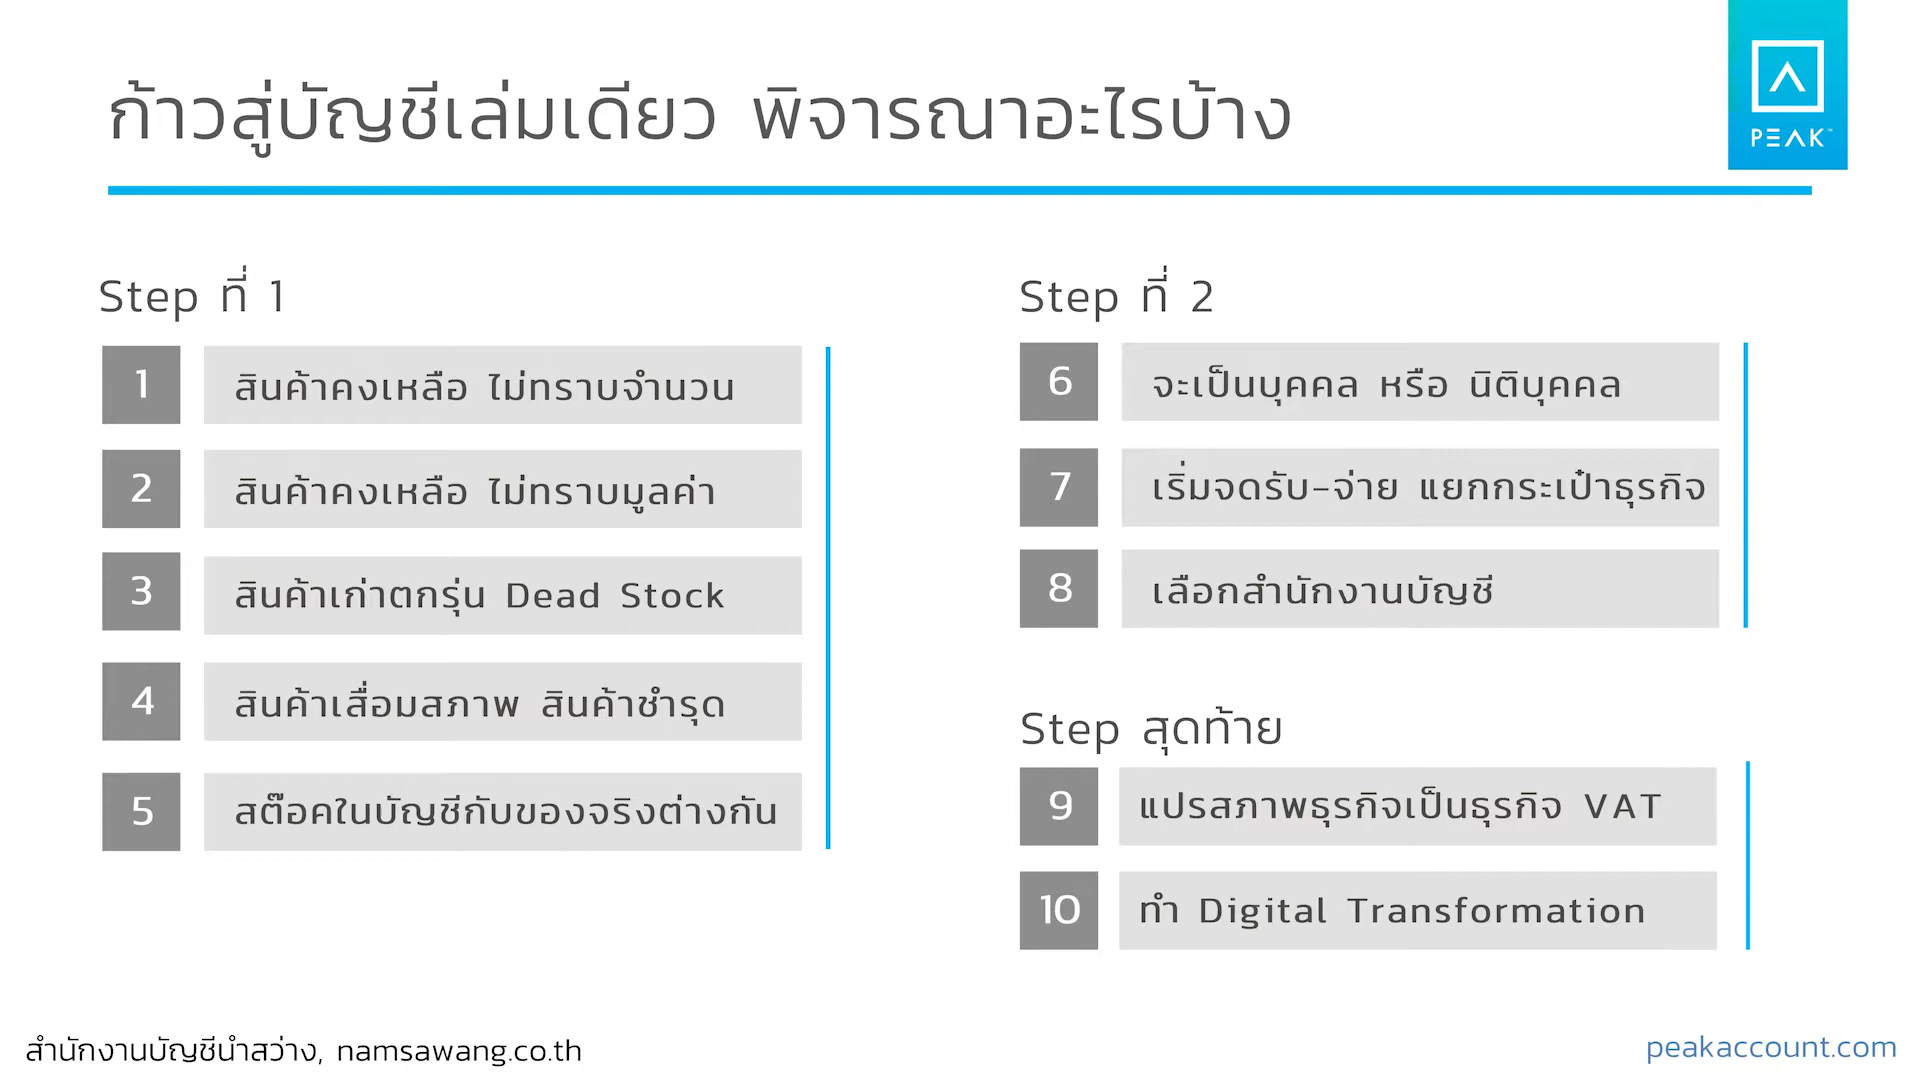 ก้าวสู่บัญชีเล่มเดียว พิจารณาอะไรบ้าง
PEAK™
Step ที่ 1
1 สินค้าคงเหลือ ไม่ทราบจำนวน
2 สินค้าคงเหลือ ไม่ทราบมูลค่า
3 สินค้าเก่าตกรุ่น Dead Stock
4 สินค้าเสื่อมสภาพ สินค้าชำรุด
5 สต๊อคในบัญชีกับของจริงต่างกัน
Step ที่ 2
6 จะเป็นบุคคล หรือ นิติบุคคล
7 เริ่มจดรับ-จ่าย แยกกระเป๋าธุรกิจ
8 เลือกสำนักงานบัญชี
Step สุดท้าย
9 แปรสภาพธุรกิจเป็นธุรกิจ VAT
10 ทำ Digital Transformation
สำนักงานบัญชีนำสว่าง, namsawang.co.th
peakaccount.com